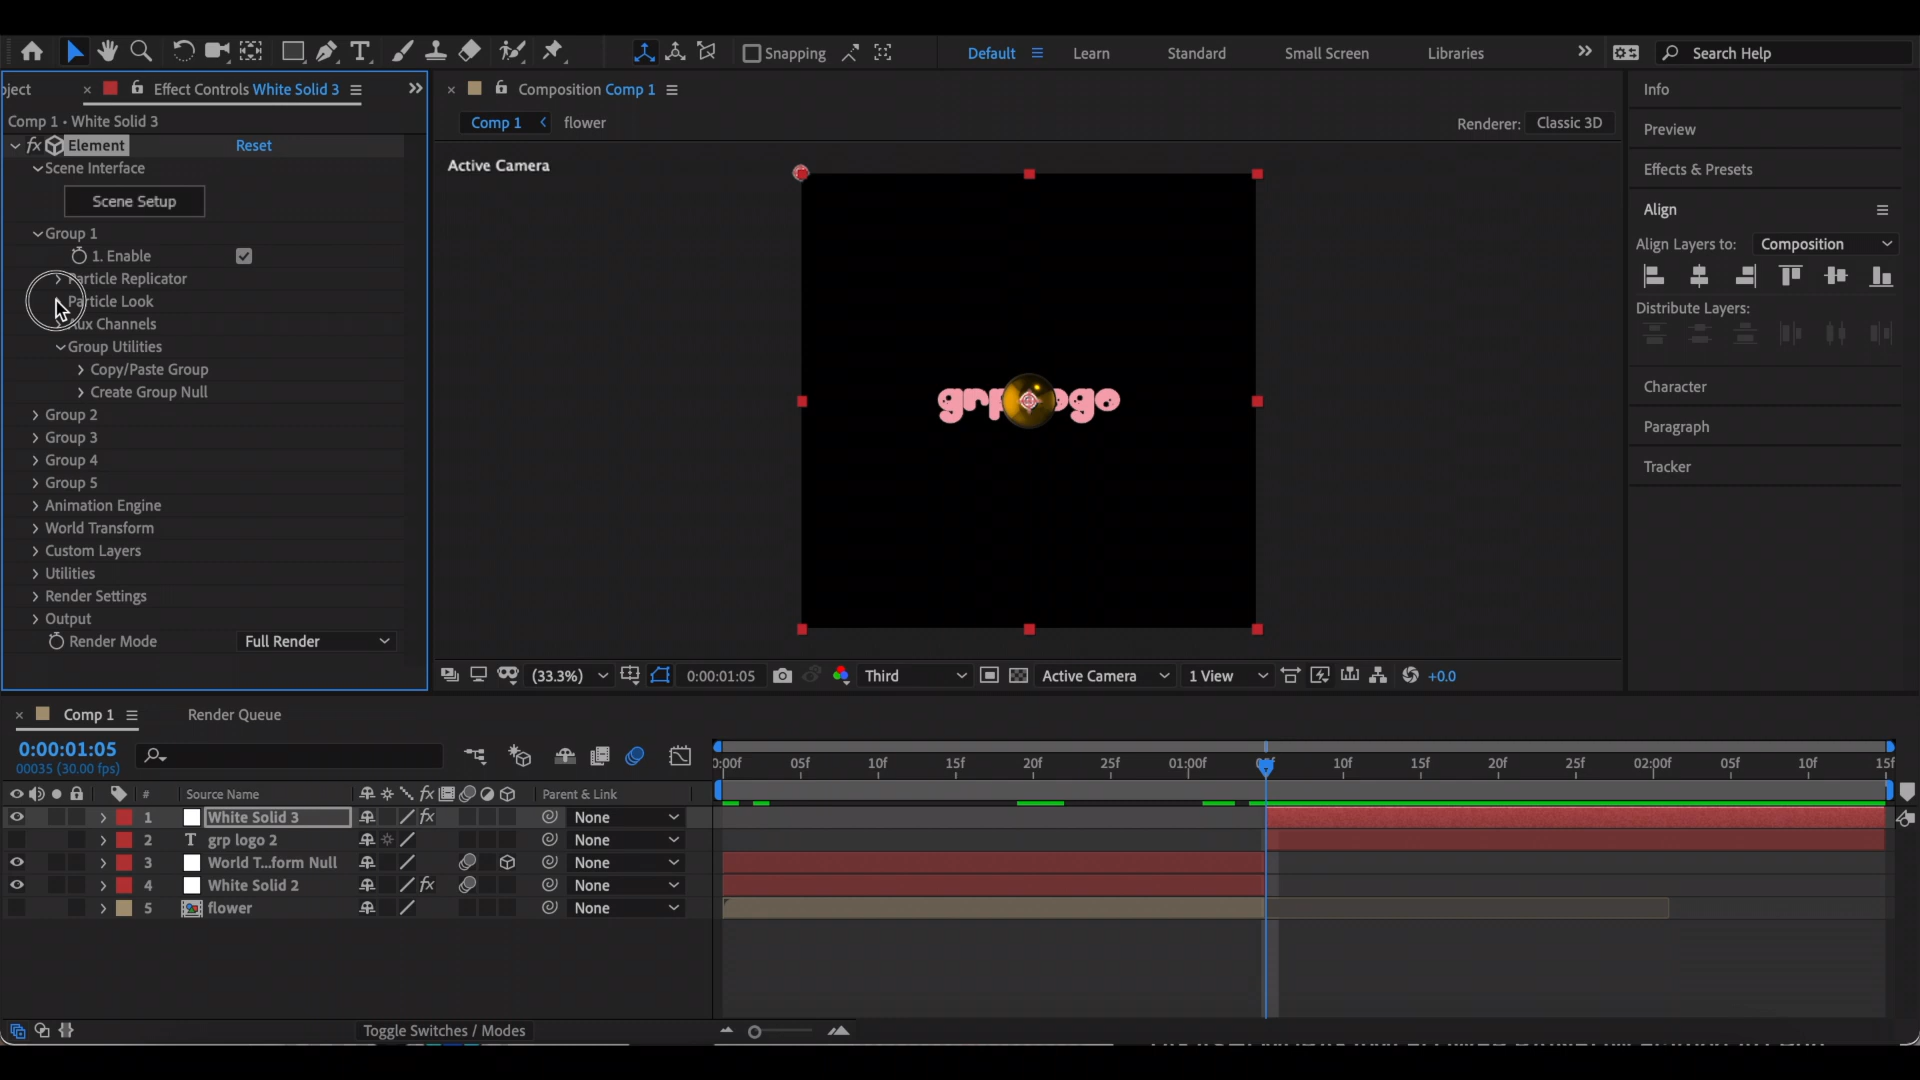 Default
Learn
Standard
Small Screen
Libraries
Snapping
Search Help
Effect Controls White Solid 3
Composition Comp 1
Comp 1 • White Solid 3
Comp 1
flower
Renderer: Classic 3D
fx Element
Reset
Scene Interface
Scene Setup
Group 1
1. Enable
Particle Replicator
Particle Look
Aux Channels
Group Utilities
Copy/Paste Group
Create Group Null
Group 2
Group 3
Group 4
Group 5
Animation Engine
World Transform
Custom Layers
Utilities
Render Settings
Output
Render Mode
Full Render
Active Camera
(33.3%)
0:00:01:05
Third
Active Camera
1 View
+0.0
Info
Preview
Effects & Presets
Align
Align Layers to: Composition
Distribute Layers:
Character
Paragraph
Tracker
Comp 1
Render Queue
0:00:01:05
00035 (30.00 fps)
:00f 05f 10f 15f 20f 25f 01:00f 10f 15f 20f 25f 02:00f 05f 10f 15f
# Source Name fx Parent & Link
1 White Solid 3 fx None
2 T grp logo 2 None
3 World T...form Null None
4 White Solid 2 fx None
5 flower None
Toggle Switches / Modes